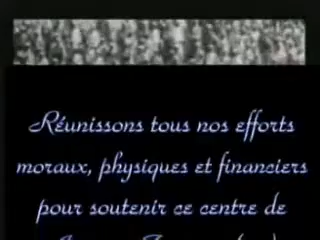 Réunissons tous nos efforts
moraux, physiques et financiers
pour soutenir ce centre de